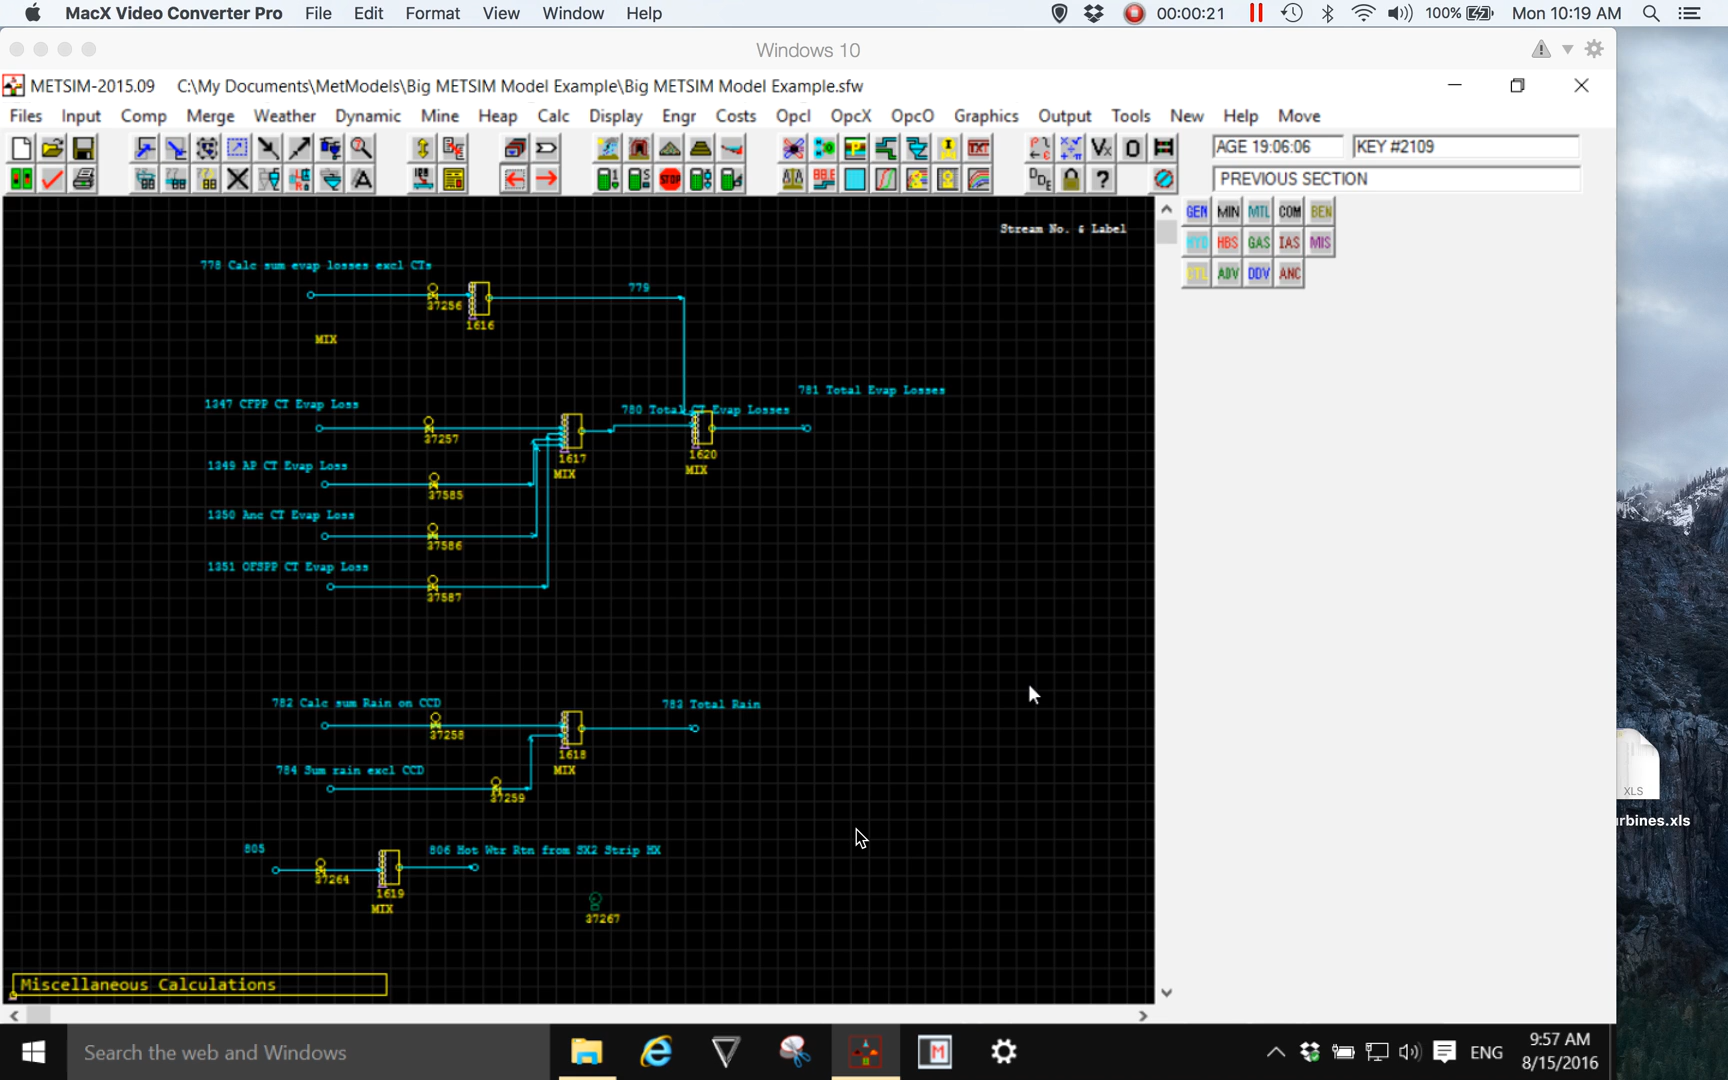 MacX Video Converter Pro File Edit Format View Window Help 00:00:21 100% Mon 10:19 AM
Windows 10
METSIM-2015.09 C:\My Documents\MetModels\Big METSIM Model Example\Big METSIM Model Example.sfw
Files Input Comp Merge Weather Dynamic Mine Heap Calc Display Engr Costs OpcI OpcX OpcO Graphics Output Tools New Help Move
AGE 19:06:06 KEY #2109
PREVIOUS SECTION
STOP
TXT
GEN MIN MTL COM BEN
HYD HBS GAS IAS MIS
CTL ADV DDV ANC
Stream No. & Label
778 Calc sum evap losses excl CTs
37256
1616
779
MIX
781 Total Evap Losses
1347 CFPP CT Evap Loss
780 Total CT Evap Losses
37257
1617
MIX
1620
MIX
1349 AP CT Evap Loss
37585
1350 Anc CT Evap Loss
37586
1351 OFSPP CT Evap Loss
37587
782 Calc sum Rain on CCD
783 Total Rain
37258
1618
MIX
784 Sum rain excl CCD
37259
805
806 Hot Wtr Rtn from SX2 Strip HX
37264
1619
MIX
37267
Miscellaneous Calculations
XLS
rbines.xls
Search the web and Windows
ENG
9:57 AM
8/15/2016